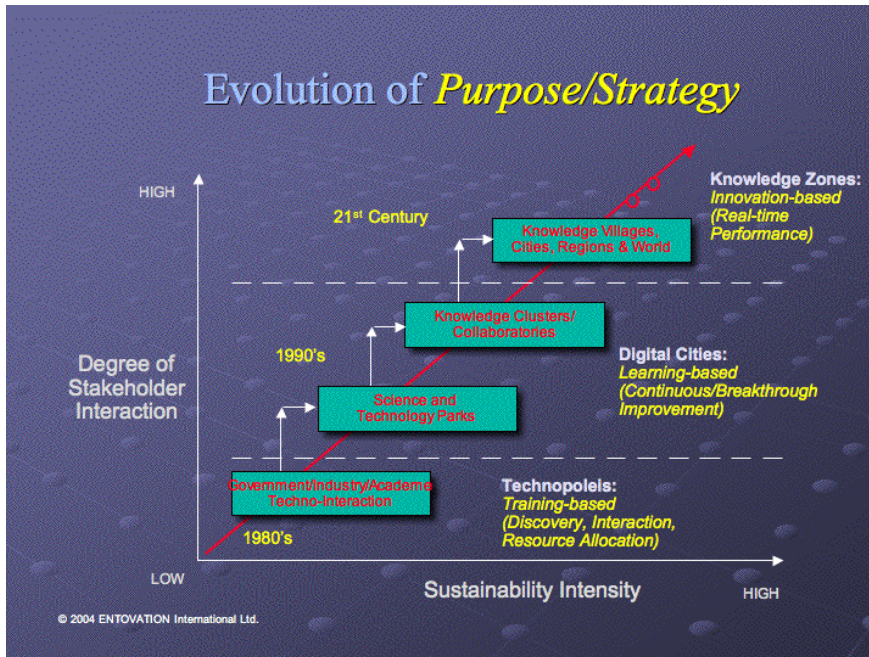 Evolution of Purpose/Strategy
HIGH
21st Century
Knowledge Villages,
Cities, Regions & World
Knowledge Zones:
Innovation-based
(Real-time
Performance)
Degree of
Stakeholder
Interaction
1990's
Knowledge Clusters/
Collaboratories
Science and
Technology Parks
Digital Cities:
Learning-based
(Continuous/Breakthrough
Improvement)
Government/Industry/Academe
Techno-Interaction
1980's
Technopoleis:
Training-based
(Discovery, Interaction,
Resource Allocation)
LOW
Sustainability Intensity
HIGH
© 2004 ENTOVATION International Ltd.